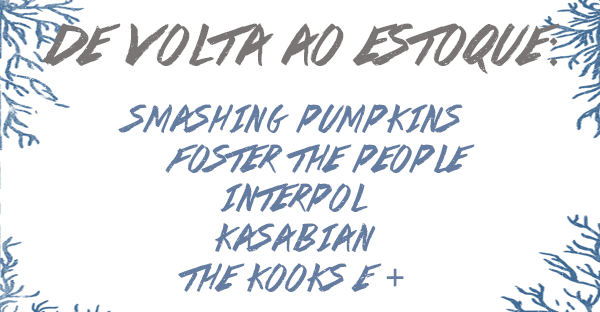 DE VOLTA AO ESTOQUE:
SMASHING PUMPKINS
FOSTER THE PEOPLE
INTERPOL
KASABIAN
THE KOOKS E +